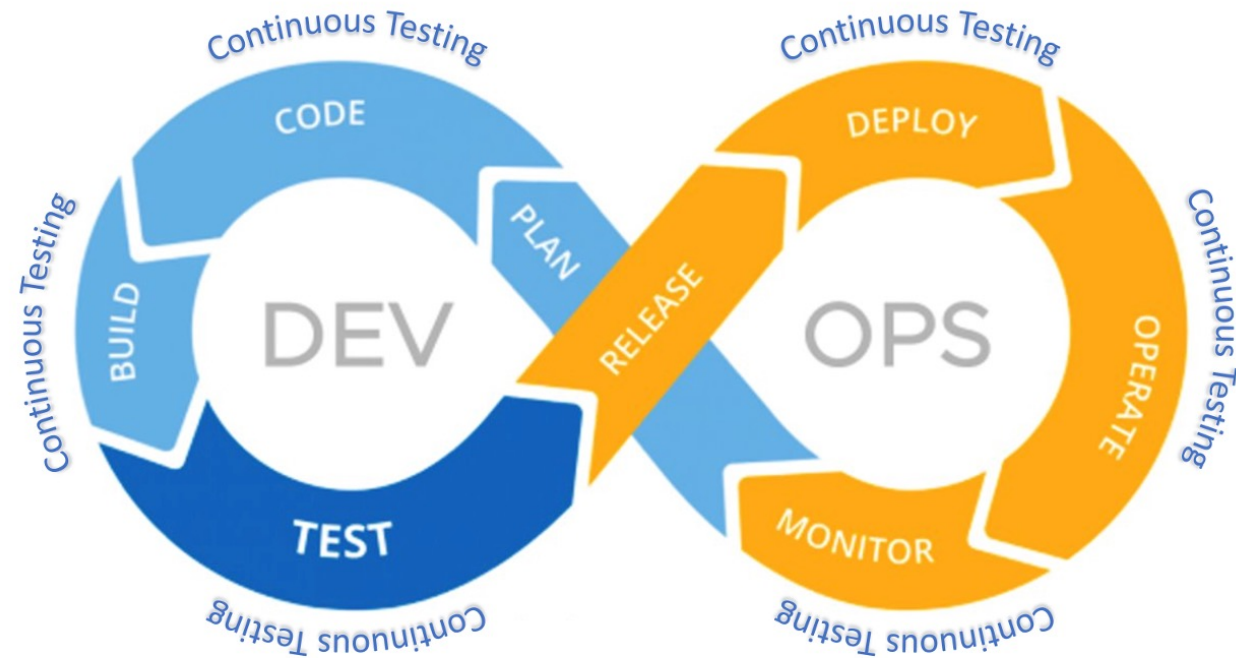 Continuous Testing
Continuous Testing
CODE
DEPLOY
PLAN
Continuous Testing
Continuous Testing
BUILD
DEV
RELEASE
OPS
OPERATE
TEST
MONITOR
Continuous Testing
Continuous Testing